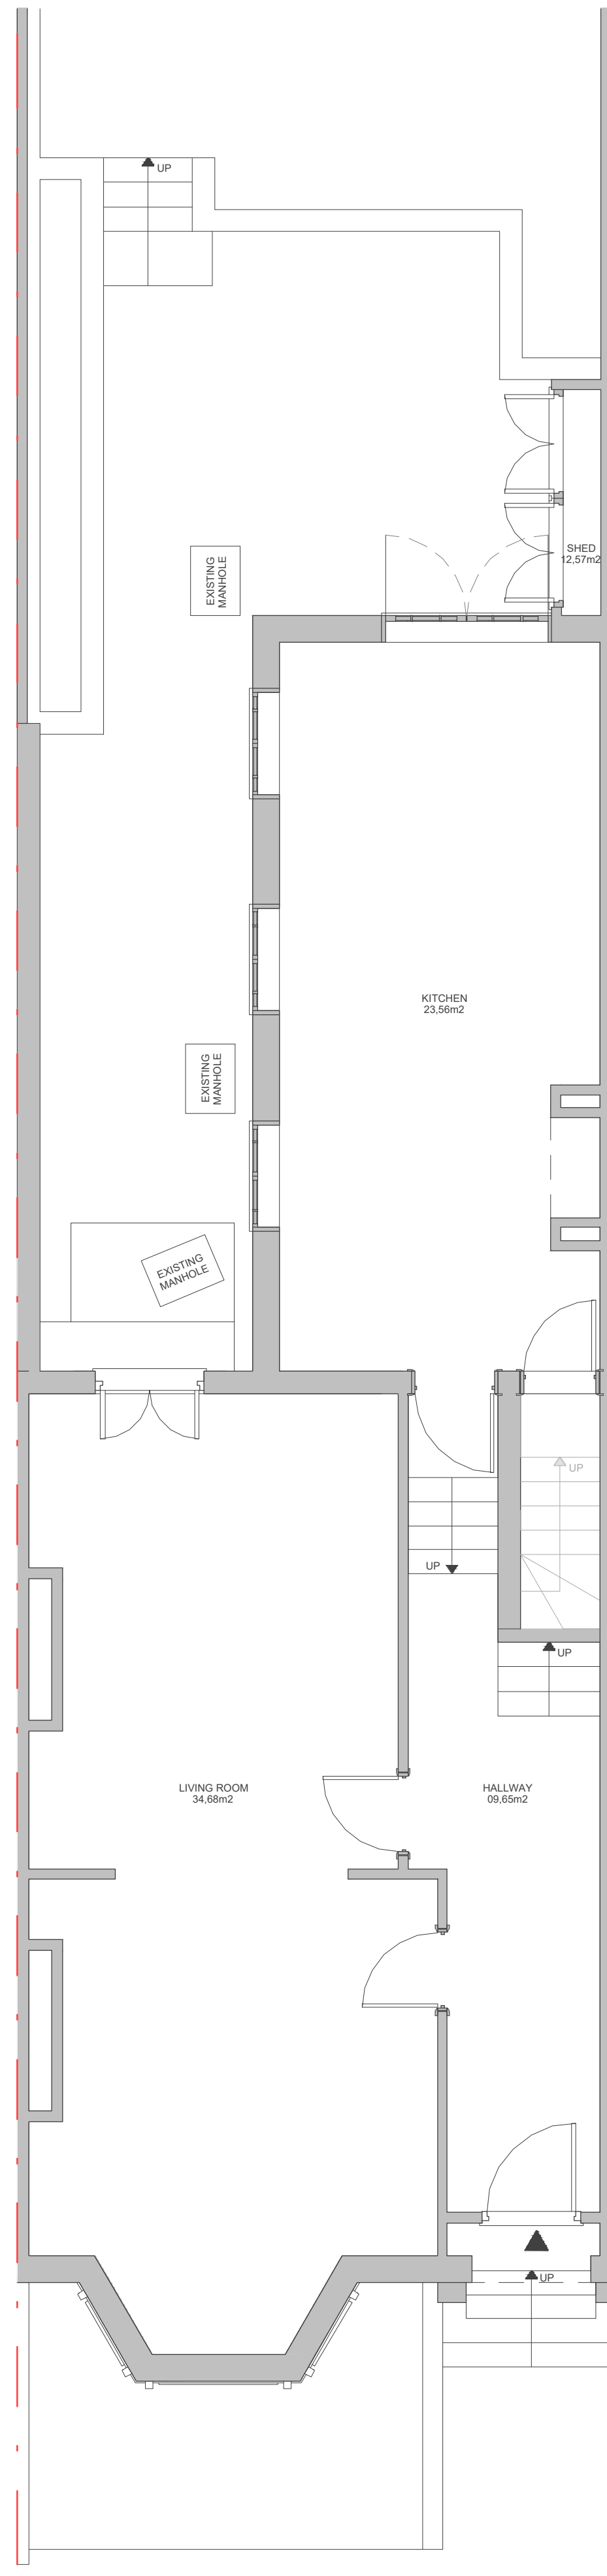 UP
SHED
12,57m2
EXISTING
MANHOLE
KITCHEN
23,56m2
EXISTING
MANHOLE
EXISTING
MANHOLE
UP
UP
UP
LIVING ROOM
34,68m2
HALLWAY
09,65m2
UP